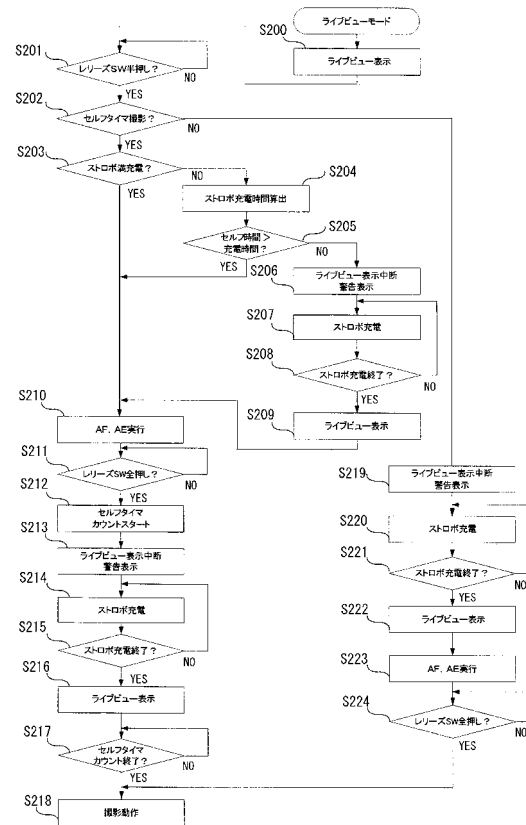 ライブビューモード
S200
ライブビュー表示
S201
レリーズSW半押し?
NO
YES
S202
セルフタイマ撮影?
NO
YES
S203
ストロボ満充電?
NO
YES
S204
ストロボ充電時間算出
S205
セルフ時間>
充電時間?
NO
YES
S206
ライブビュー表示中断
警告表示
S207
ストロボ充電
S208
ストロボ充電終了?
NO
YES
S209
ライブビュー表示
S210
AF、AE実行
S211
レリーズSW全押し?
NO
YES
S212
セルフタイマ
カウントスタート
S213
ライブビュー表示中断
警告表示
S214
ストロボ充電
S215
ストロボ充電終了?
NO
YES
S216
ライブビュー表示
S217
セルフタイマ
カウント終了?
NO
YES
S218
撮影動作
S219
ライブビュー表示中断
警告表示
S220
ストロボ充電
S221
ストロボ充電終了?
NO
YES
S222
ライブビュー表示
S223
AF、AE実行
S224
レリーズSW全押し?
NO
YES